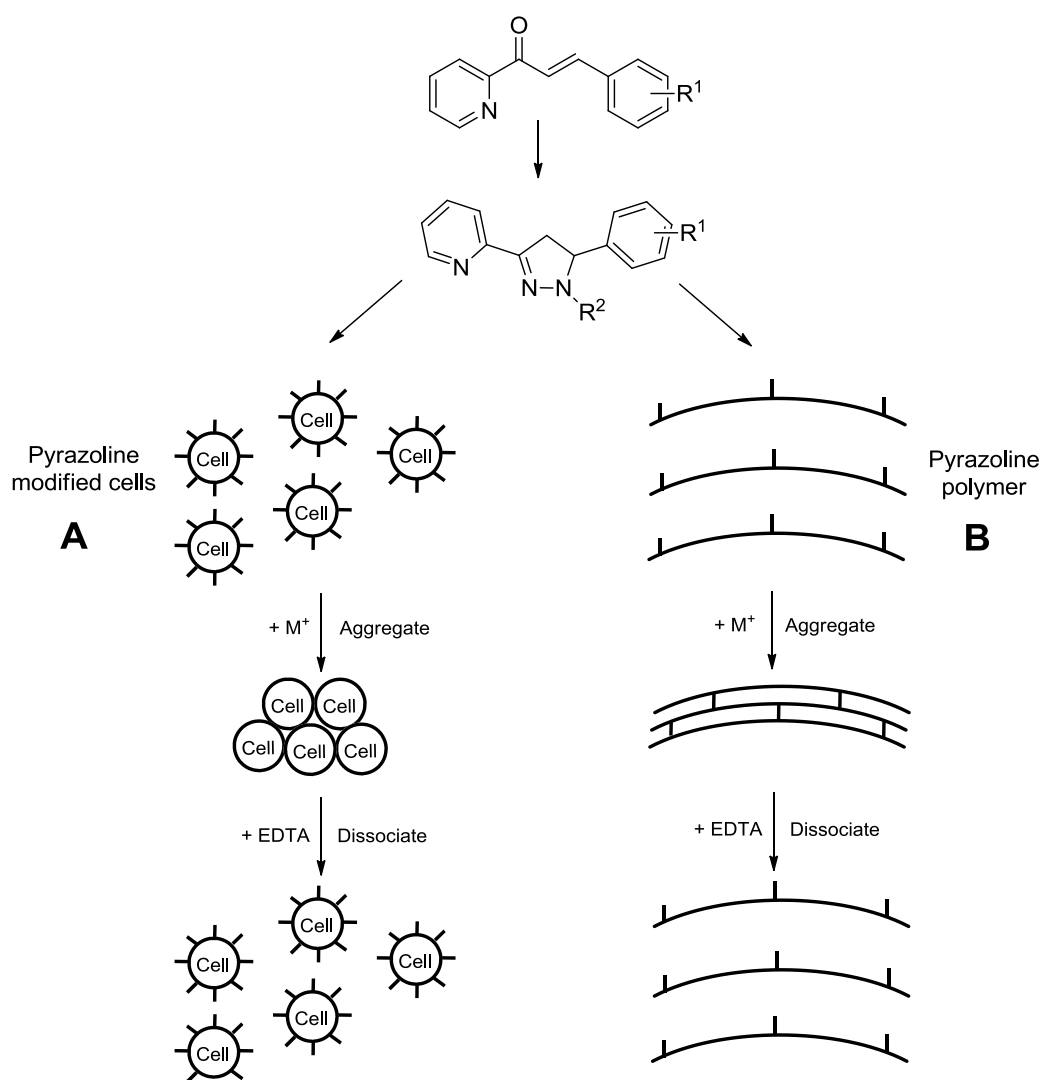 O
N
R¹
N
N
N
R¹
R²
Cell
Cell
Cell
Cell
Cell
Pyrazoline
modified cells
A
Pyrazoline
polymer
B
+ M⁺ Aggregate
+ M⁺ Aggregate
Cell Cell
Cell Cell Cell
+ EDTA Dissociate
+ EDTA Dissociate
Cell
Cell
Cell
Cell
Cell